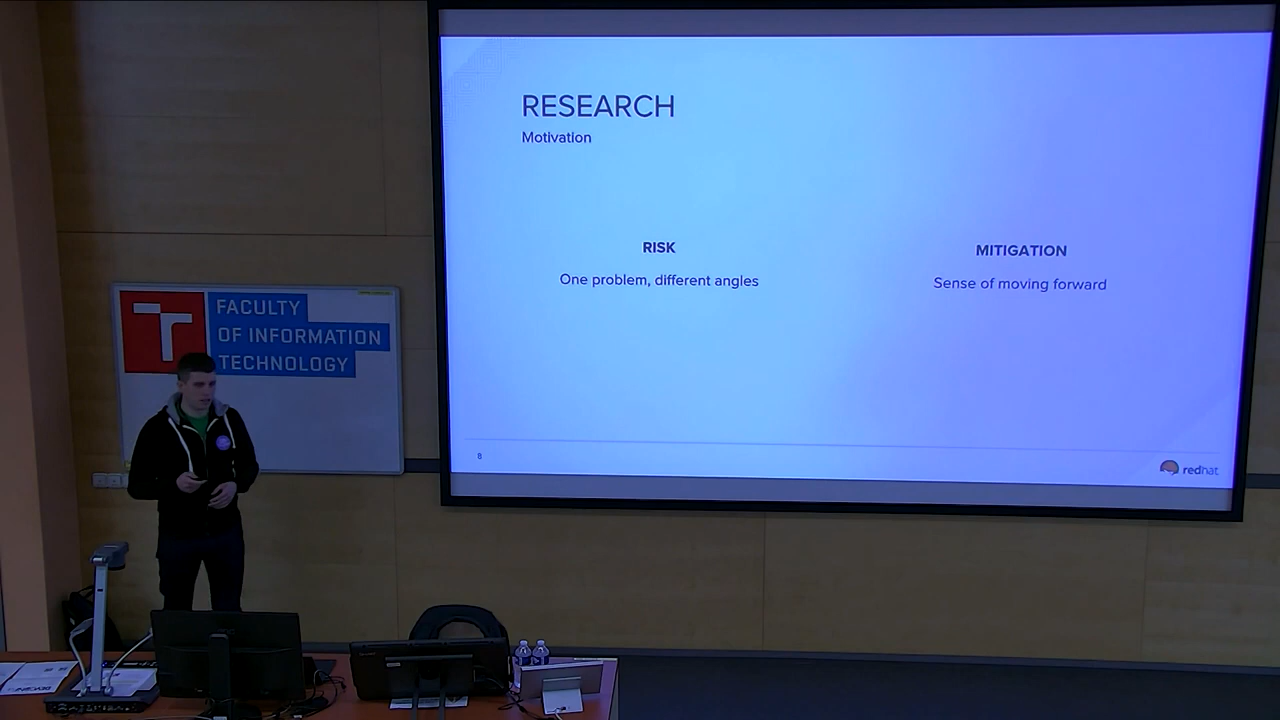 RESEARCH
Motivation
RISK
One problem, different angles
MITIGATION
Sense of moving forward
8
redhat
FACULTY
OF INFORMATION
TECHNOLOGY